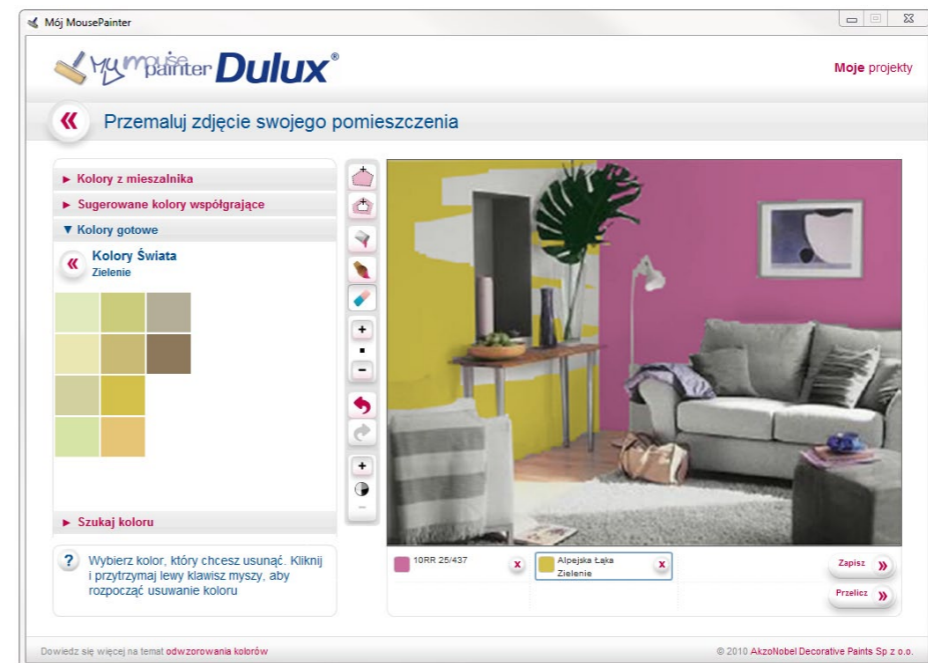 Mój MousePainter
My mouse painter Dulux®
Moje projekty
Przemaluj zdjęcie swojego pomieszczenia
Kolory z mieszalnika
Sugerowane kolory współgrające
Kolory gotowe
Kolory Świata
Zielenie
Szukaj koloru
? Wybierz kolor, który chcesz usunąć. Kliknij
i przytrzymaj lewy klawisz myszy, aby
rozpocząć usuwanie koloru
10RR 25/437 x
Alpejska Łąka x
Zielenie
Zapisz
Przelicz
Dowiedz się więcej na temat odwzorowania kolorów
© 2010 AkzoNobel Decorative Paints Sp z o.o.